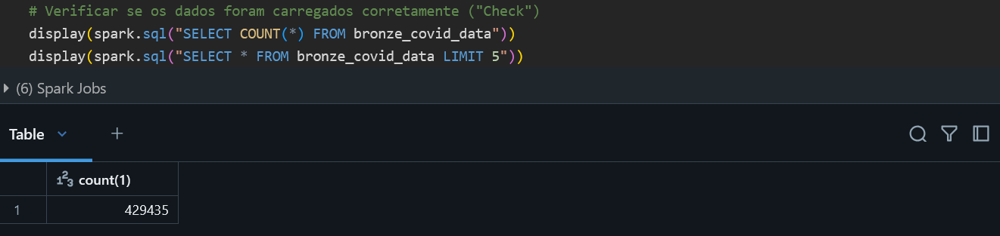 # Verificar se os dados foram carregados corretamente ("Check")
display(spark.sql("SELECT COUNT(*) FROM bronze_covid_data"))
display(spark.sql("SELECT * FROM bronze_covid_data LIMIT 5"))
(6) Spark Jobs
Table
123 count(1)
1 429435